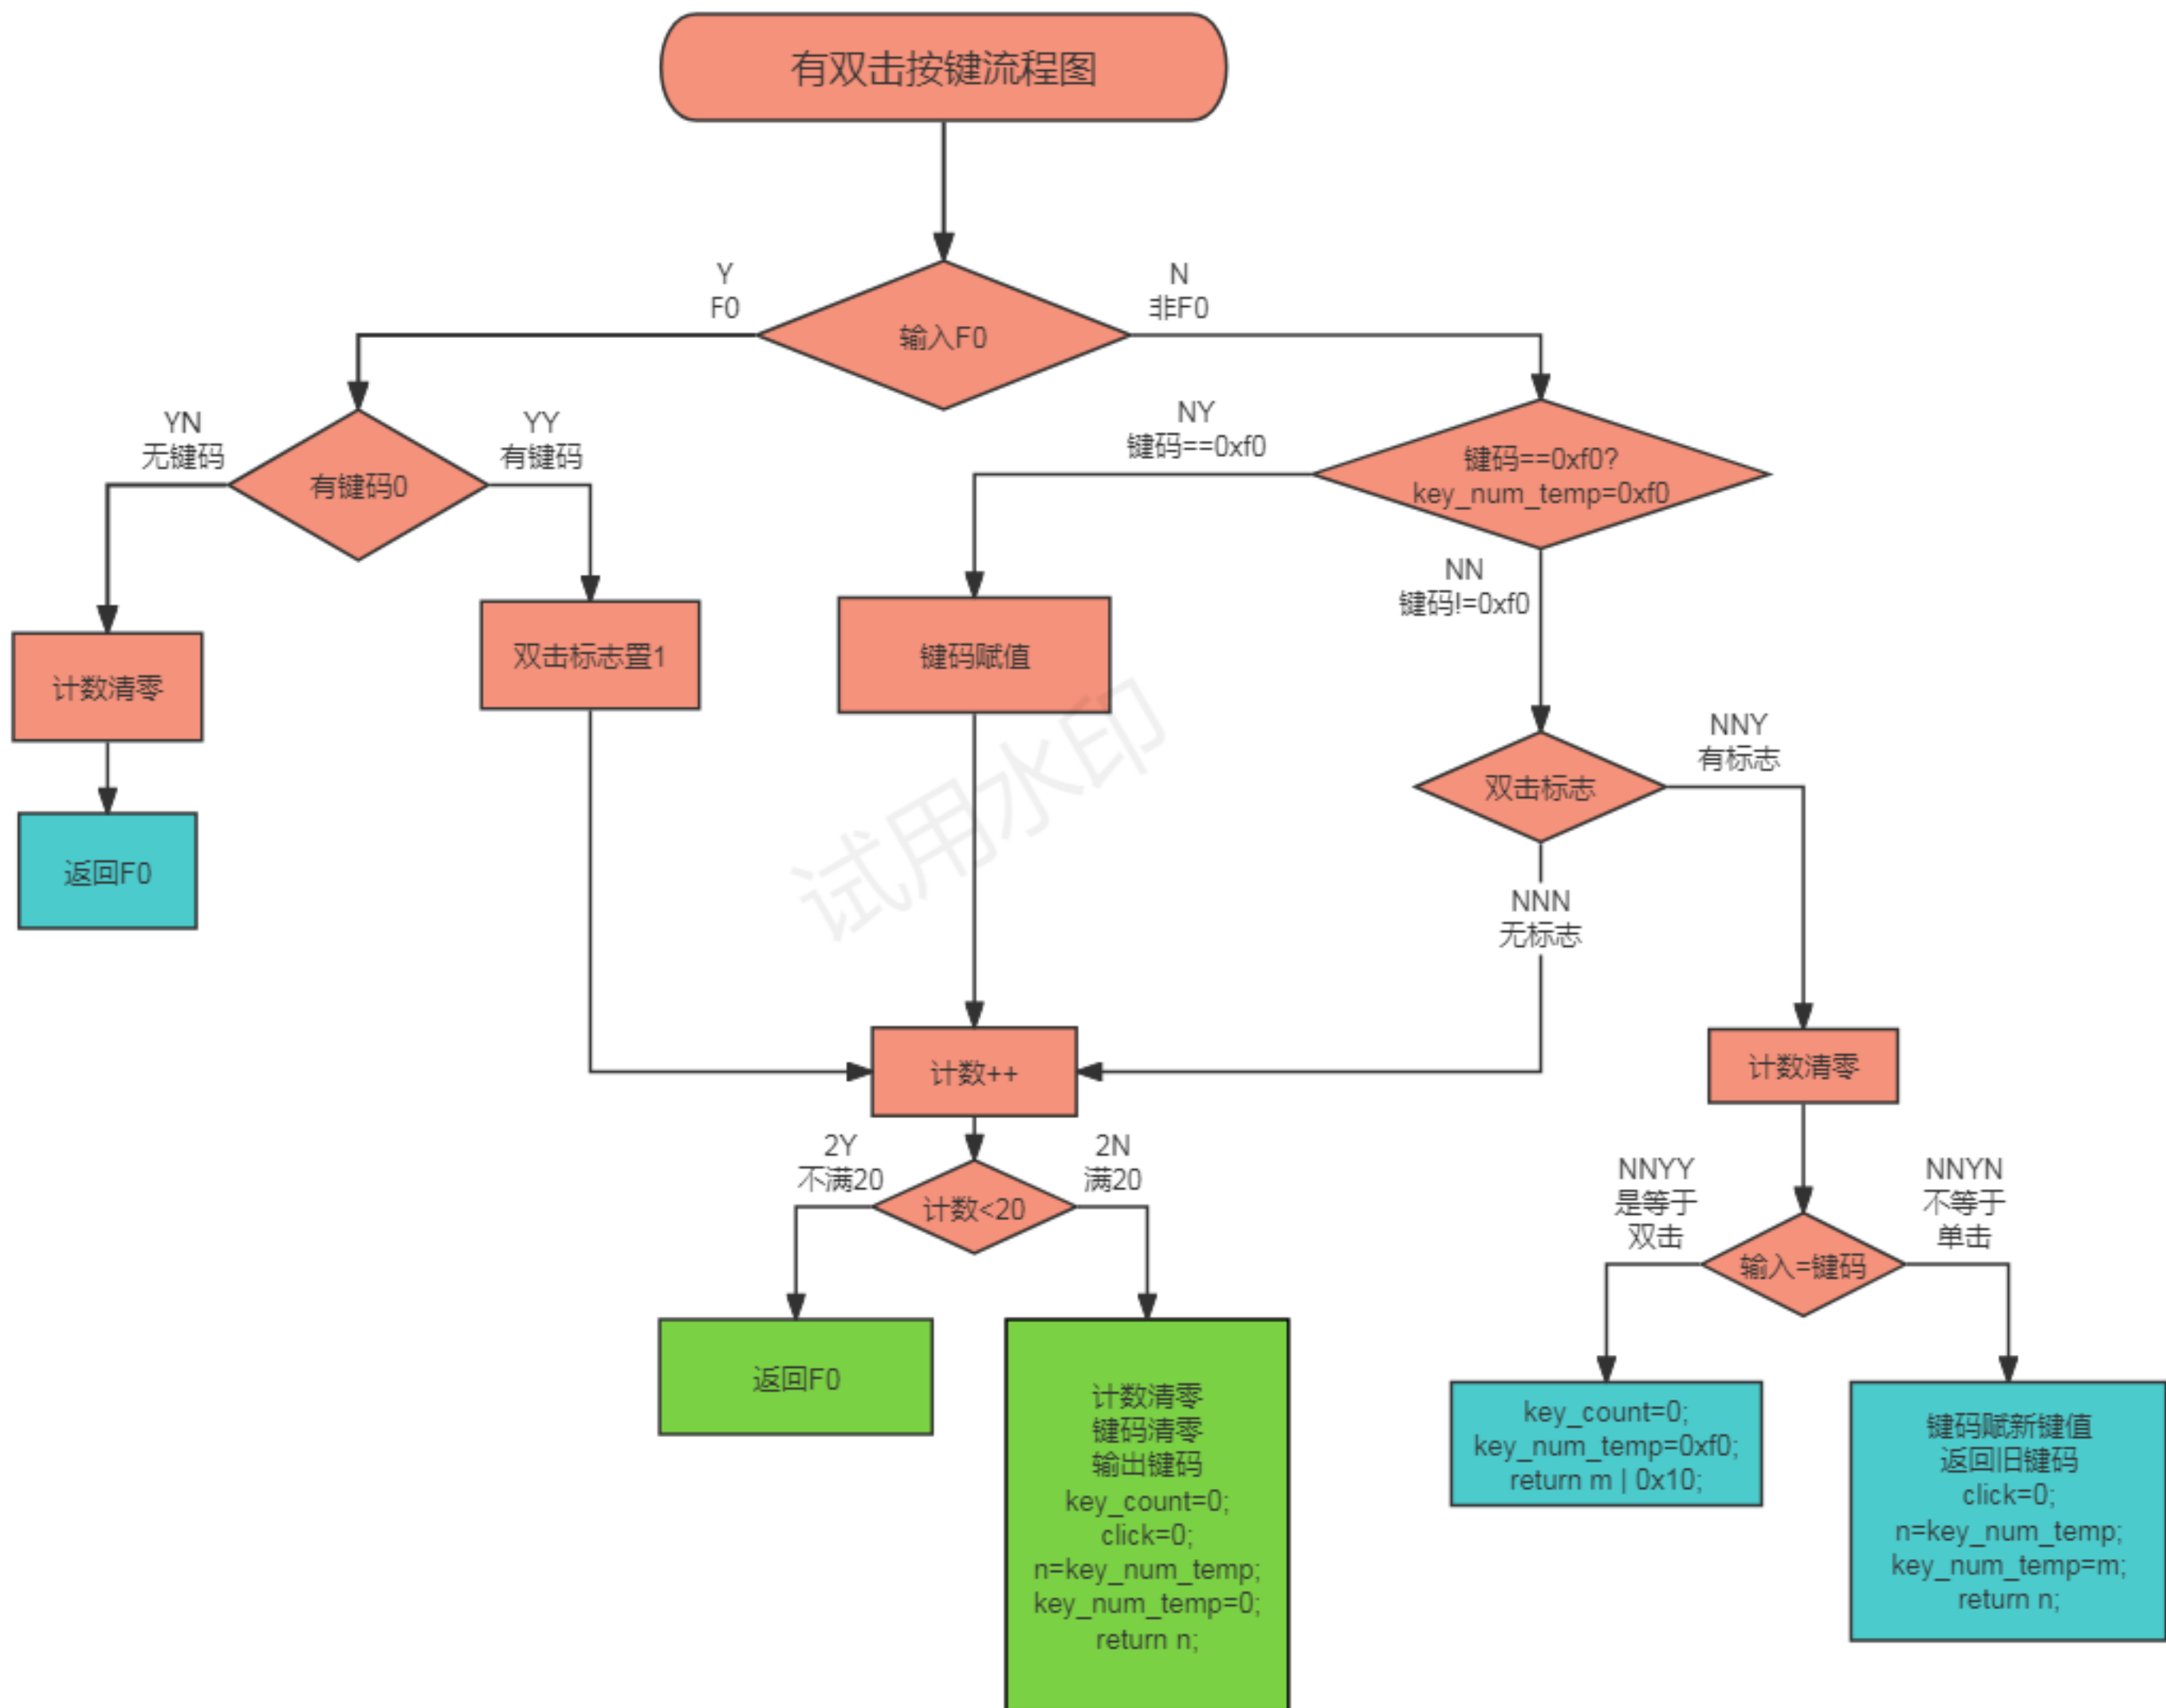 有双击按键流程图
Y
F0
N
非F0
输入F0
YN
无键码
YY
有键码
有键码0
NY
键码==0xf0
键码==0xf0?
key_num_temp=0xf0
NN
键码!=0xf0
计数清零
双击标志置1
键码赋值
返回F0
双击标志
NNY
有标志
NNN
无标志
试用水印
计数++
计数清零
2Y
不满20
2N
满20
计数<20
NNYY
是等于
双击
NNYN
不等于
单击
输入=键码
返回F0
计数清零
键码清零
输出键码
key_count=0;
click=0;
n=key_num_temp;
key_num_temp=0;
return n;
key_count=0;
key_num_temp=0xf0;
return m | 0x10;
键码赋新键值
返回旧键码
click=0;
n=key_num_temp;
key_num_temp=m;
return n;